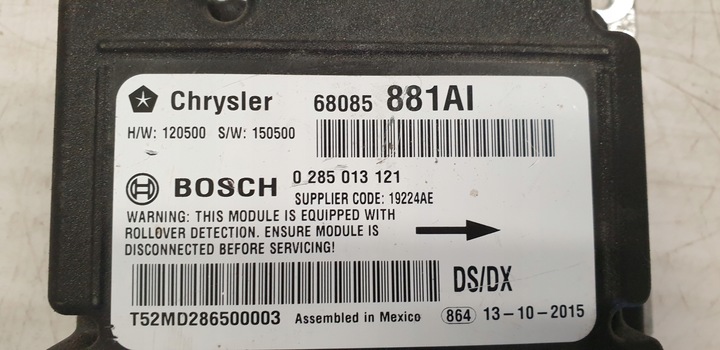 Chrysler 68085 881AI
H/W: 120500 S/W: 150500
BOSCH 0 285 013 121
SUPPLIER CODE: 19224AE
WARNING: THIS MODULE IS EQUIPPED WITH
ROLLOVER DETECTION. ENSURE MODULE IS
DISCONNECTED BEFORE SERVICING!
DS/DX
T52MD286500003 Assembled in Mexico 864 13-10-2015